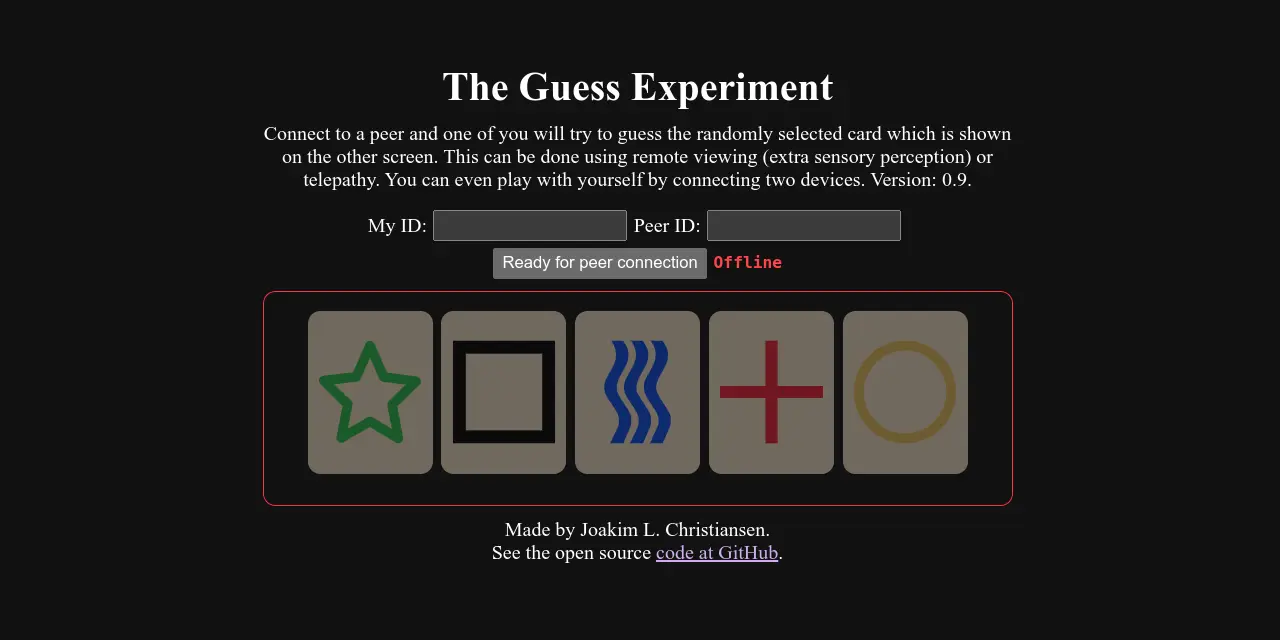 The Guess Experiment
Connect to a peer and one of you will try to guess the randomly selected card which is shown
on the other screen. This can be done using remote viewing (extra sensory perception) or
telepathy. You can even play with yourself by connecting two devices. Version: 0.9.
My ID: Peer ID:
Ready for peer connection Offline
Made by Joakim L. Christiansen.
See the open source code at GitHub.